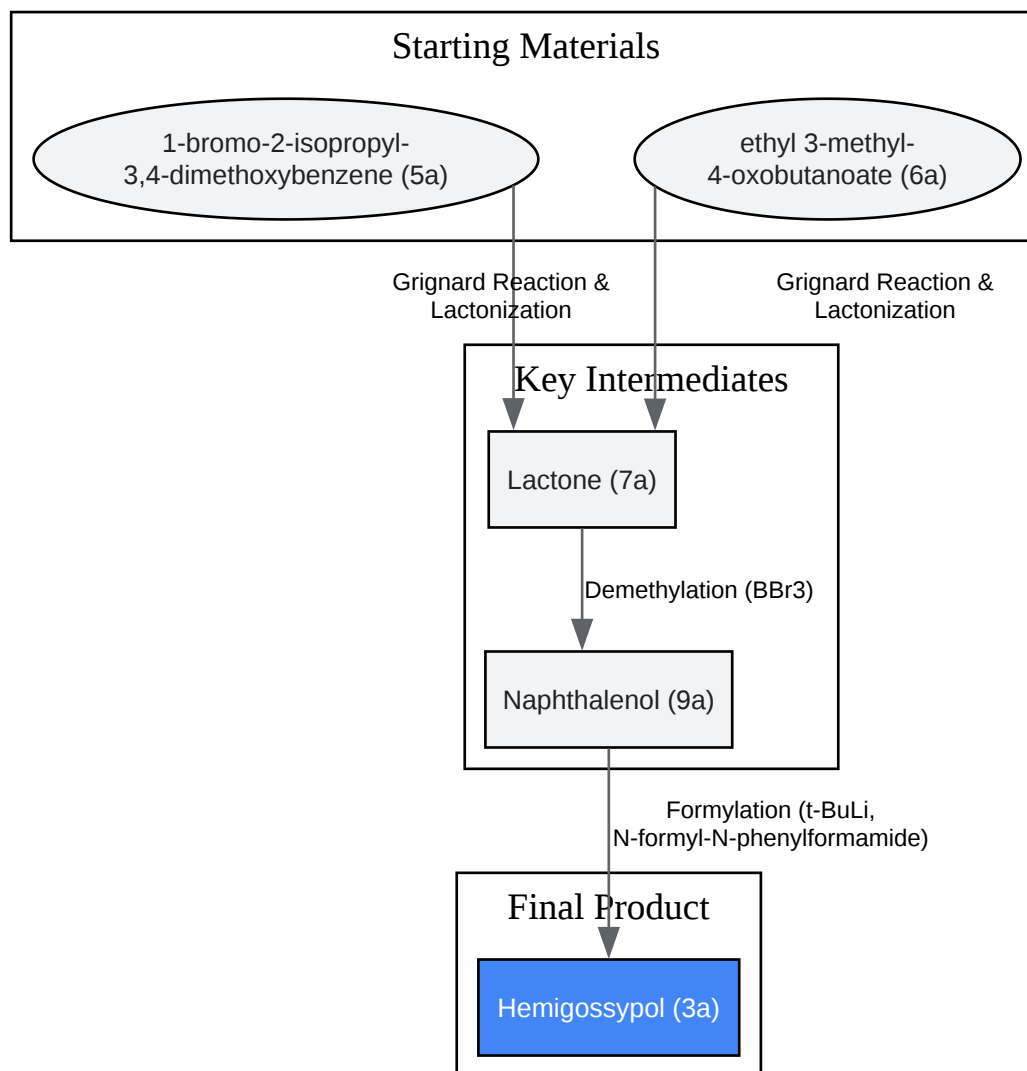 Starting Materials
1-bromo-2-isopropyl-
3,4-dimethoxybenzene (5a)
ethyl 3-methyl-
4-oxobutanoate (6a)
Grignard Reaction &
Lactonization
Grignard Reaction &
Lactonization
Key Intermediates
Lactone (7a)
Demethylation (BBr3)
Naphthalenol (9a)
Formylation (t-BuLi,
N-formyl-N-phenylformamide)
Final Product
Hemigossypol (3a)